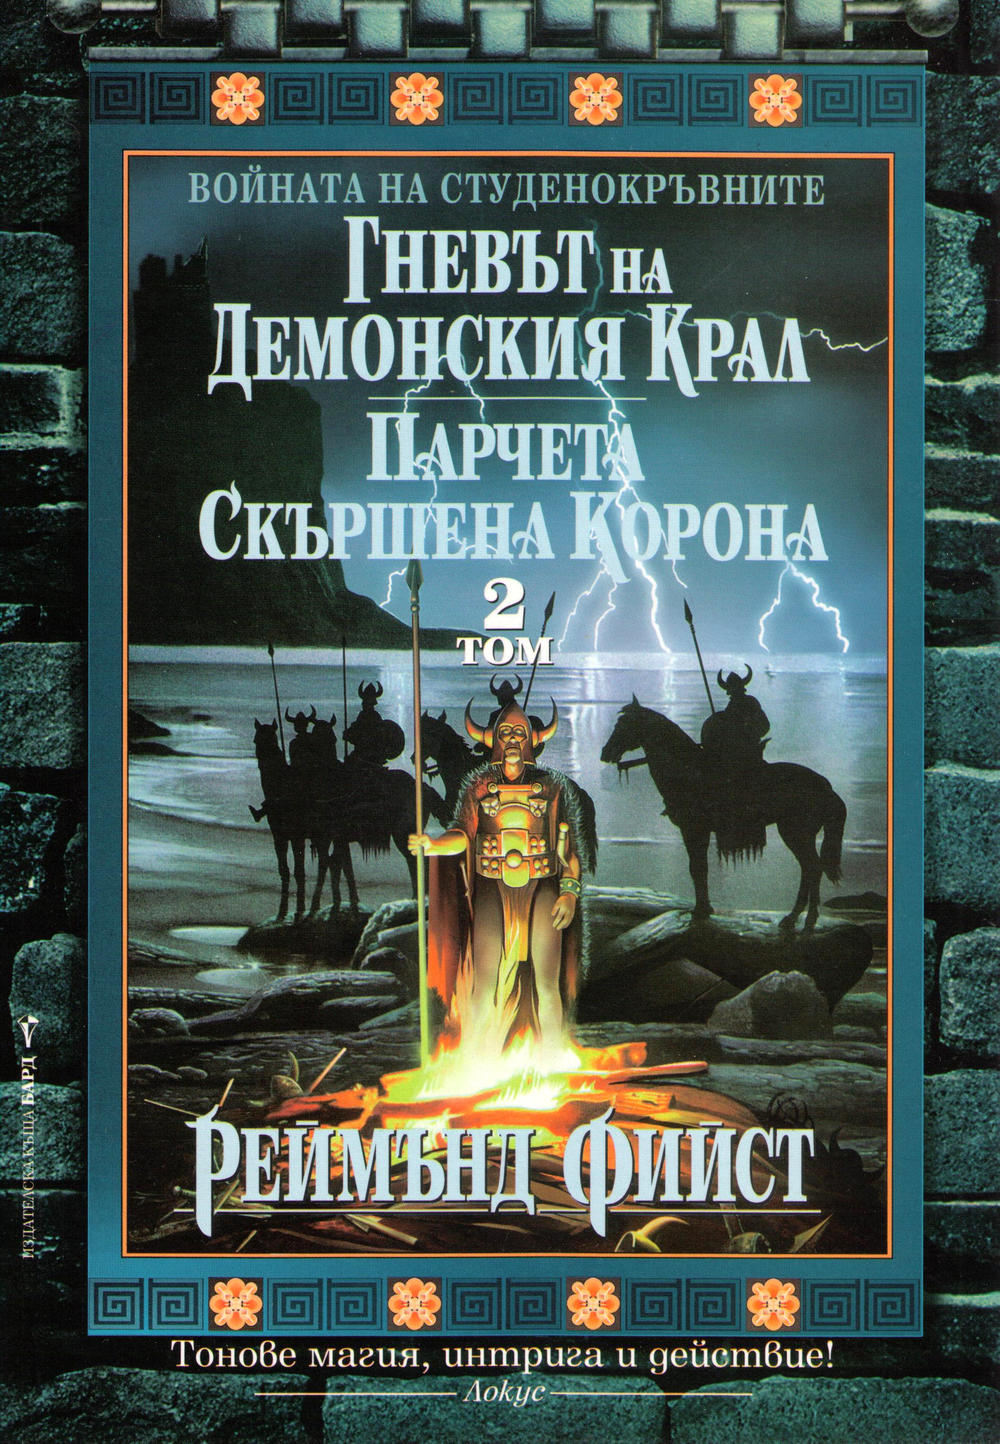 ВОЙНАТА НА СТУДЕНОКРЪВНИТЕ
ГНЕВЪТ НА
ДЕМОНСКИЯ КРАЛ
ПАРЧЕТА
СКЪРШЕНА КОРОНА
2
ТОМ
РЕЙМЪНД ФИЙСТ
ИЗДАТЕЛСКА КЪЩА БАРД
Тонове магия, интрига и действие!
Локус